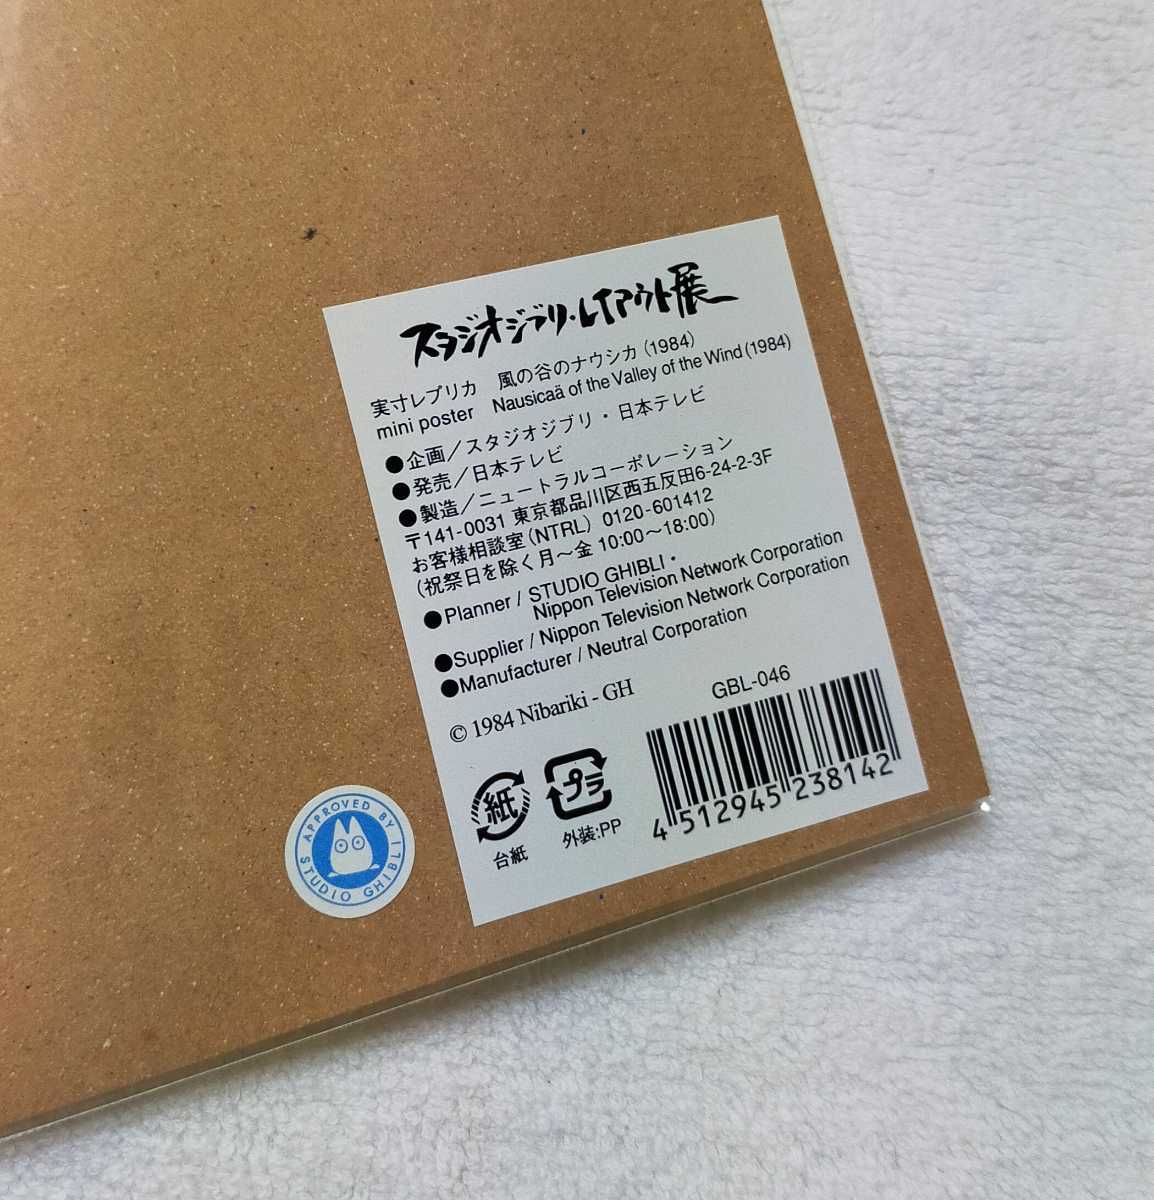 スタジオジブリ・レイアウト展
実寸レプリカ　風の谷のナウシカ(1984)
mini poster　Nausicaä of the Valley of the Wind (1984)
●企画/スタジオジブリ・日本テレビ
●発売/日本テレビ
●製造/ニュートラルコーポレーション
〒141-0031 東京都品川区西五反田6-24-2-3F
お客様相談室(NTRL) 0120-601412
(祝祭日を除く月〜金 10:00〜18:00)
●Planner / STUDIO GHIBLI・
Nippon Television Network Corporation
●Supplier / Nippon Television Network Corporation
●Manufacturer / Neutral Corporation
© 1984 Nibariki - GH
GBL-046
紙
台紙
プラ
外装:PP
4 512945 238142
APPROVED BY
STUDIO GHIBLI